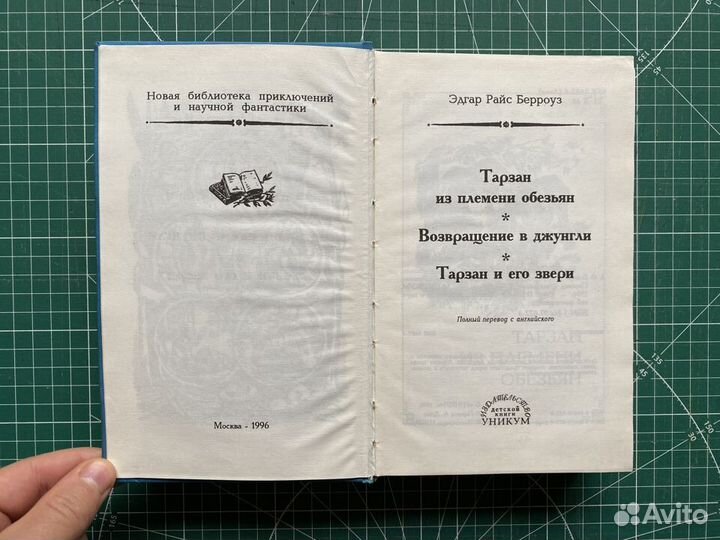 Новая библиотека приключений
и научной фантастики
Москва - 1996
Эдгар Райс Берроуз
Тарзан
из племени обезьян
*
Возвращение в джунгли
*
Тарзан и его звери
Полный перевод с английского
ИЗДАТЕЛЬСТВО
детской
книги
УНИКУМ
Avito